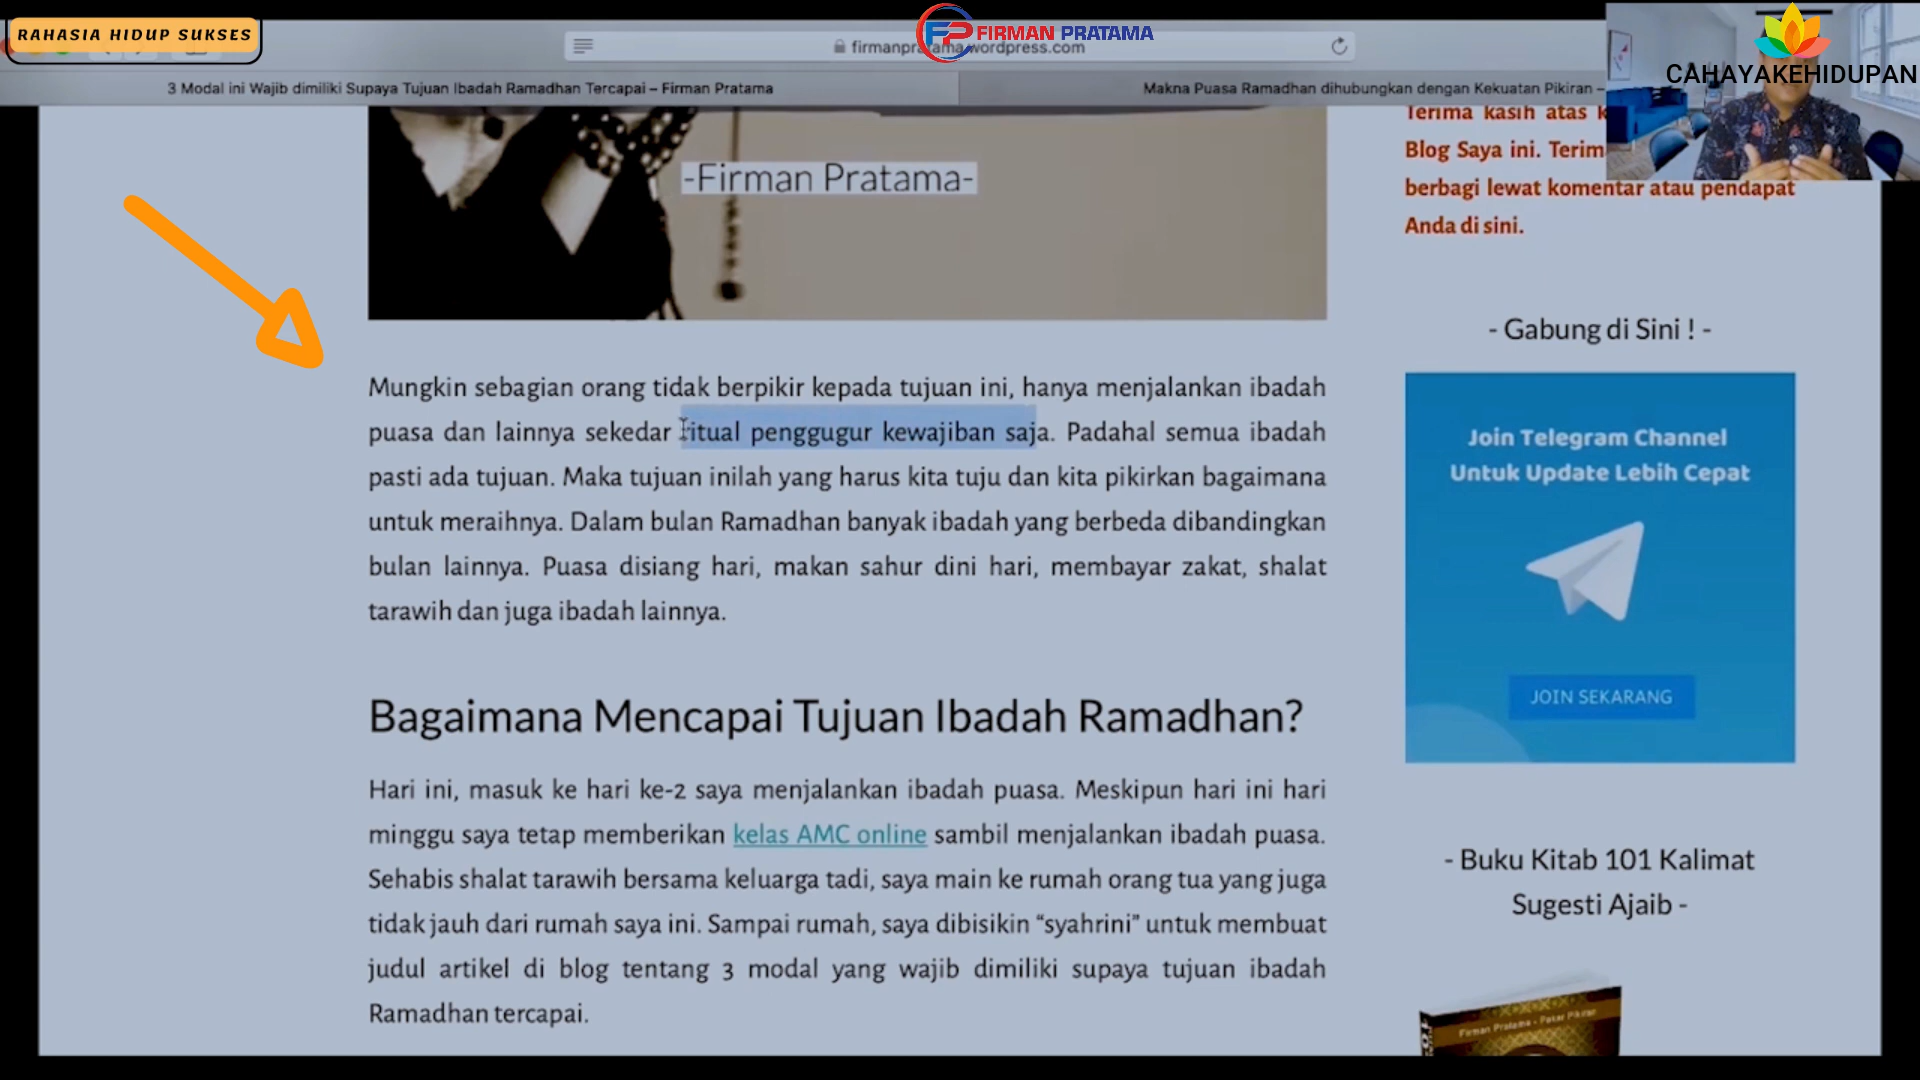 RAHASIA HIDUP SUKSES
FIRMAN PRATAMA
CAHAYAKEHIDUPAN
firmanpratama.wordpress.com
3 Modal ini Wajib dimiliki Supaya Tujuan Ibadah Ramadhan Tercapai – Firman Pratama
Makna Puasa Ramadhan dihubungkan dengan Kekuatan Pikiran –
-Firman Pratama-
Mungkin sebagian orang tidak berpikir kepada tujuan ini, hanya menjalankan ibadah
puasa dan lainnya sekedar ritual penggugur kewajiban saja. Padahal semua ibadah
pasti ada tujuan. Maka tujuan inilah yang harus kita tuju dan kita pikirkan bagaimana
untuk meraihnya. Dalam bulan Ramadhan banyak ibadah yang berbeda dibandingkan
bulan lainnya. Puasa disiang hari, makan sahur dini hari, membayar zakat, shalat
tarawih dan juga ibadah lainnya.
Bagaimana Mencapai Tujuan Ibadah Ramadhan?
Hari ini, masuk ke hari ke-2 saya menjalankan ibadah puasa. Meskipun hari ini hari
minggu saya tetap memberikan kelas AMC online sambil menjalankan ibadah puasa.
Sehabis shalat tarawih bersama keluarga tadi, saya main ke rumah orang tua yang juga
tidak jauh dari rumah saya ini. Sampai rumah, saya dibisikin “syahrini” untuk membuat
judul artikel di blog tentang 3 modal yang wajib dimiliki supaya tujuan ibadah
Ramadhan tercapai.
Terima kasih atas
Blog Saya ini.
berbagi lewat komentar atau pendapat
Anda di sini.
- Gabung di Sini ! -
Join Telegram Channel
Untuk Update Lebih Cepat
JOIN SEKARANG
- Buku Kitab 101 Kalimat
Sugesti Ajaib -
Firman Pratama - Pakar Pikiran